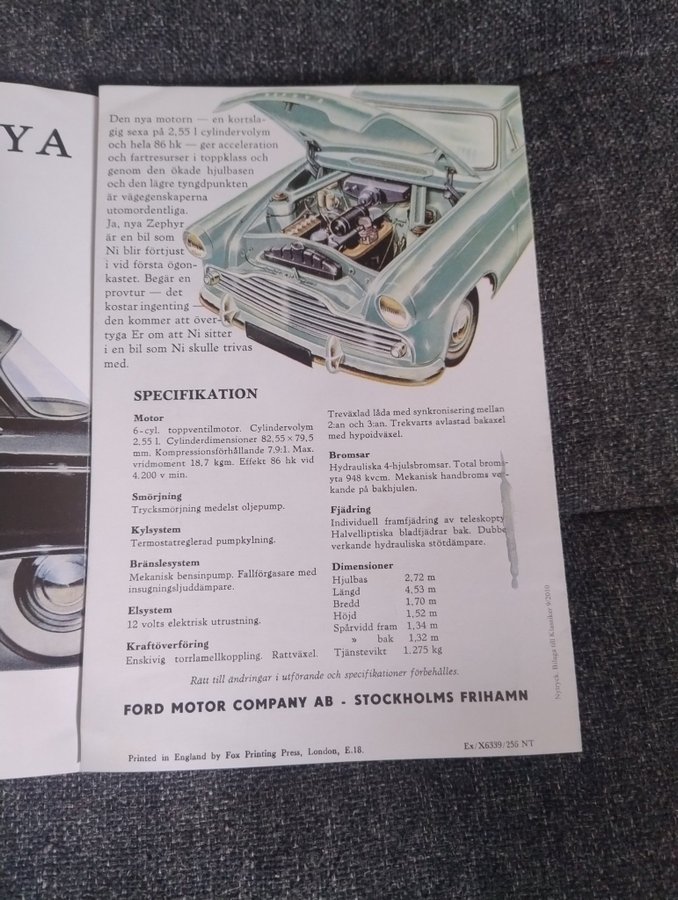 YA
Den nya motorn — en kortsla-
gig sexa på 2,55 l cylindervolym
och hela 86 hk — ger acceleration
och fartresurser i toppklass och
genom den ökade hjulbasen
och den lägre tyngdpunkten
är vägegenskaperna
utomordentliga.
Ja, nya Zephyr
är en bil som
Ni blir förtjust
i vid första ögon-
kastet. Begär en
provtur — det
kostar ingenting —
den kommer att över-
tyga Er om att Ni sitter
i en bil som Ni skulle trivas
med.
SPECIFIKATION
Motor
6-cyl. toppventilmotor. Cylindervolym
2,55 l. Cylinderdimensioner 82,55 × 79,5
mm. Kompressionsförhållande 7.9:1. Max.
vridmoment 18,7 kgm. Effekt 86 hk vid
4.200 v min.
Smörjning
Trycksmorjning medelst oljepump.
Kylsystem
Termostatreglerad pumpkylning.
Bränslesystem
Mekanisk bensinpump. Fallförgasare med
insugningsljuddämpare.
Elsystem
12 volts elektrisk utrustning.
Kraftöverföring
Enskivig torrlamellkoppling. Rattväxel.
Treväxlad låda med synkronisering mellan
2:an och 3:an. Trekvarts avlastad bakaxel
med hypoidväxel.
Bromsar
Hydrauliska 4-hjulsbromsar. Total broms-
yta 948 kvcm. Mekanisk handbroms
kande på bakhjulen.
Fjädring
Individuell framfjädring av teleskopty
Halvelliptiska bladfjädrar bak. Dubbe
verkande hydrauliska stötdämpare.
Dimensioner
Hjulbas 2,72 m
Längd 4,53 m
Bredd 1,70 m
Höjd 1,52 m
Spårvidd fram 1,34 m
» bak 1,32 m
Tjänstevikt 1.275 kg
Rätt till ändringar i utförande och specifikationer förbehålles.
FORD MOTOR COMPANY AB - STOCKHOLMS FRIHAMN
Printed in England by Fox Printing Press, London, E.18.
Ex/X6339/256 NT
Nytryck. Bilaga till Klassiker 9/2010